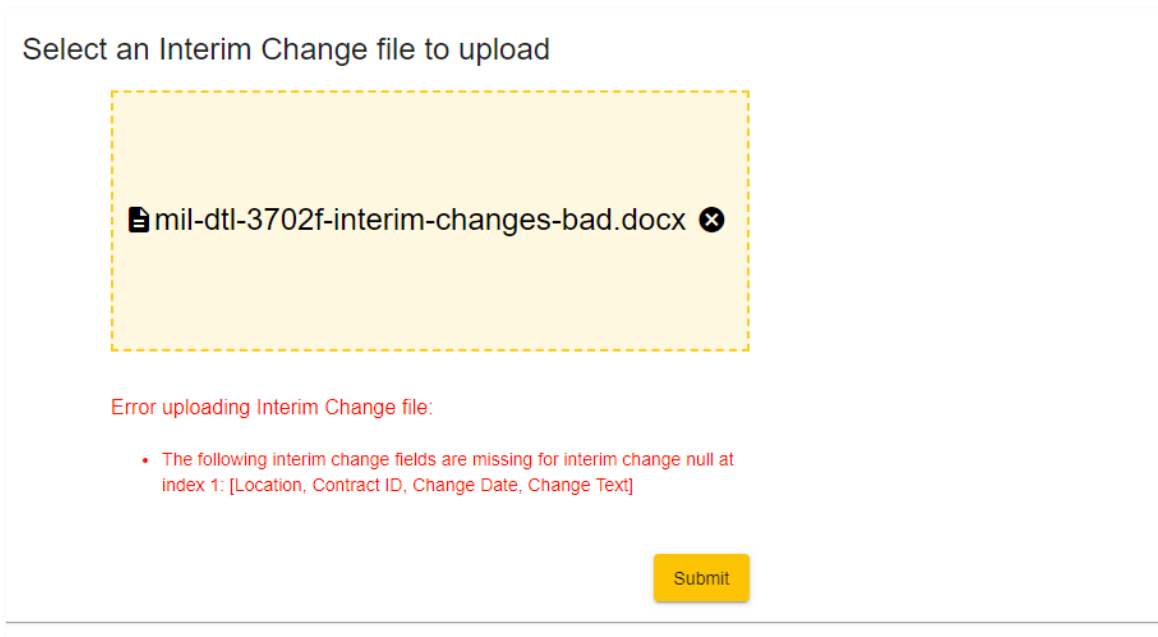 Select an Interim Change file to upload
mil-dtl-3702f-interim-changes-bad.docx
Error uploading Interim Change file:
• The following interim change fields are missing for interim change null at
index 1: [Location, Contract ID, Change Date, Change Text]
Submit